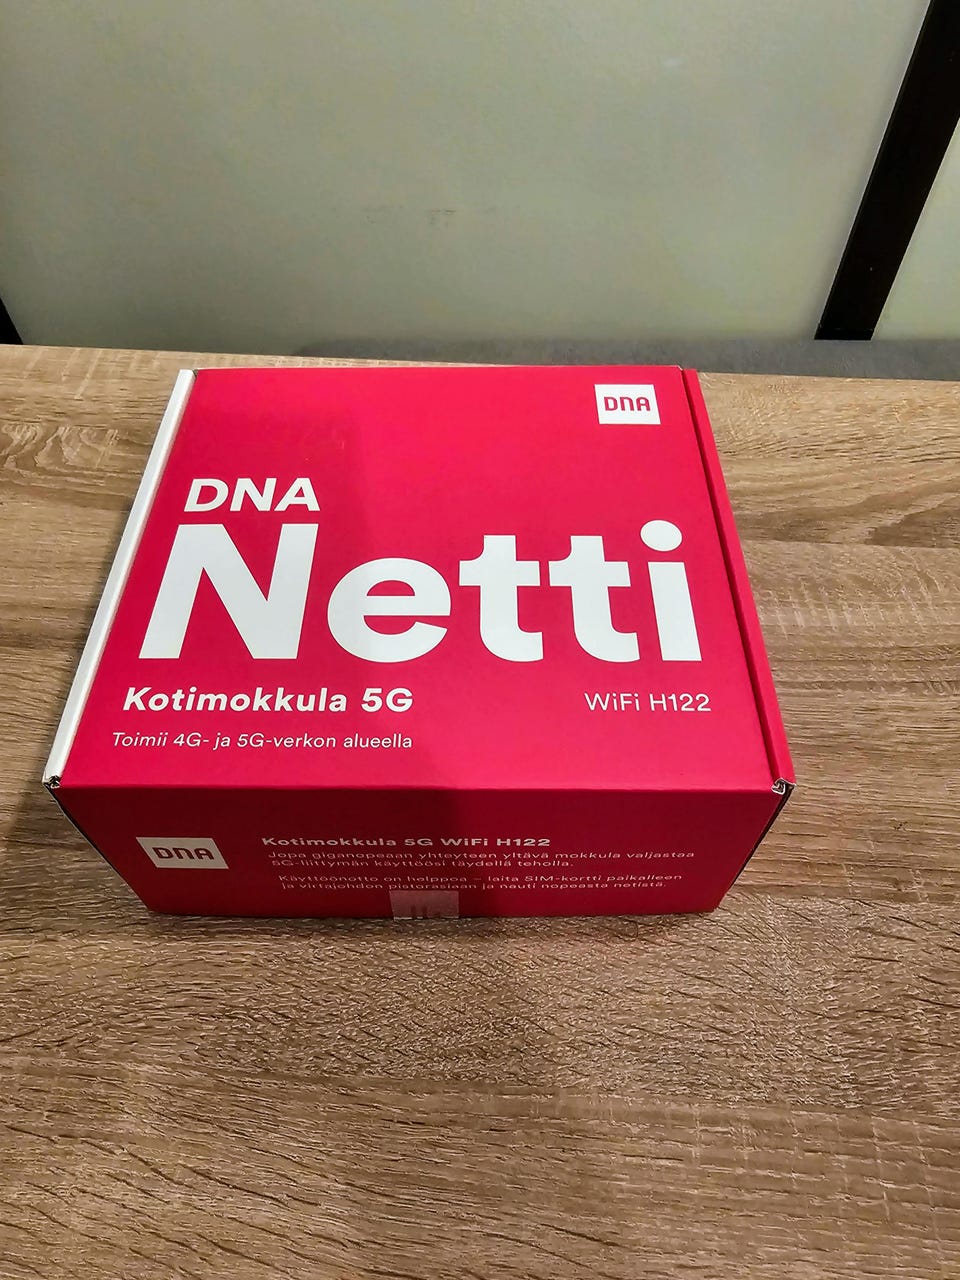 DNA
DNA
Netti
Kotimokkula 5G
WiFi H122
Toimii 4G- ja 5G-verkon alueella
DNA
Kotimokkula 5G WiFi H122
Jopa giganopeaan yhteyteen yltävä mokkula valjastaa
5G-liittymän käyttöösi täydellä teholla.
Käyttöönotto on helppoa – laita SIM-kortti paikalleen
ja virtajohdon pistorasiaan ja nauti nopeasta netistä.